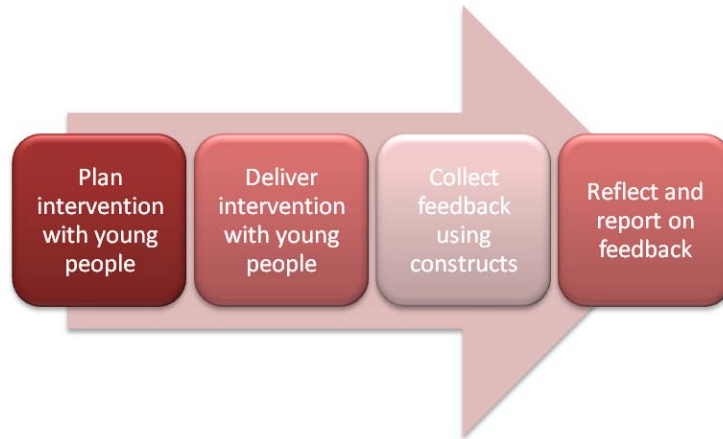 Plan
intervention
with young
people
Deliver
intervention
with young
people
Collect
feedback
using
constructs
Reflect and
report on
feedback